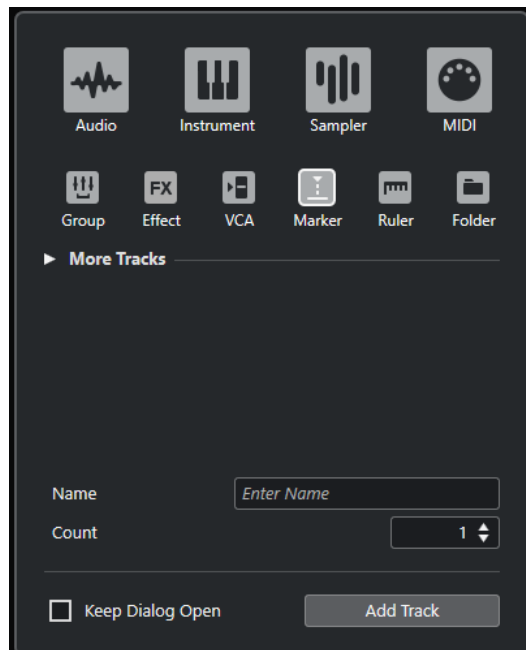 Audio Instrument Sampler MIDI
FX
Group Effect VCA Marker Ruler Folder
More Tracks
Name Enter Name
Count 1
Keep Dialog Open Add Track